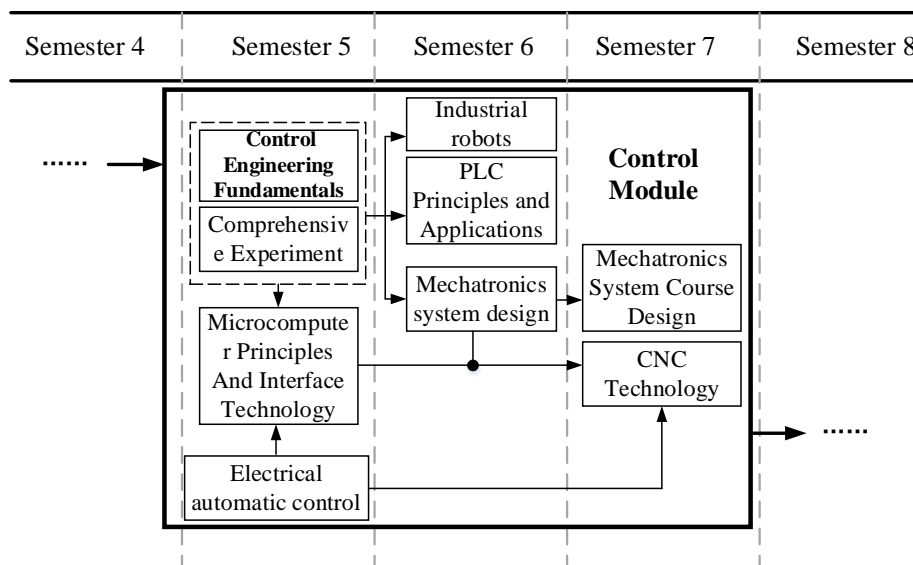 Semester 4
Semester 5
Semester 6
Semester 7
Semester 8
......
Control
Engineering
Fundamentals
Comprehensiv
e Experiment
Microcompute
r Principles
And Interface
Technology
Electrical
automatic control
Industrial
robots
PLC
Principles and
Applications
Mechatronics
system design
Control
Module
Mechatronics
System Course
Design
CNC
Technology
......